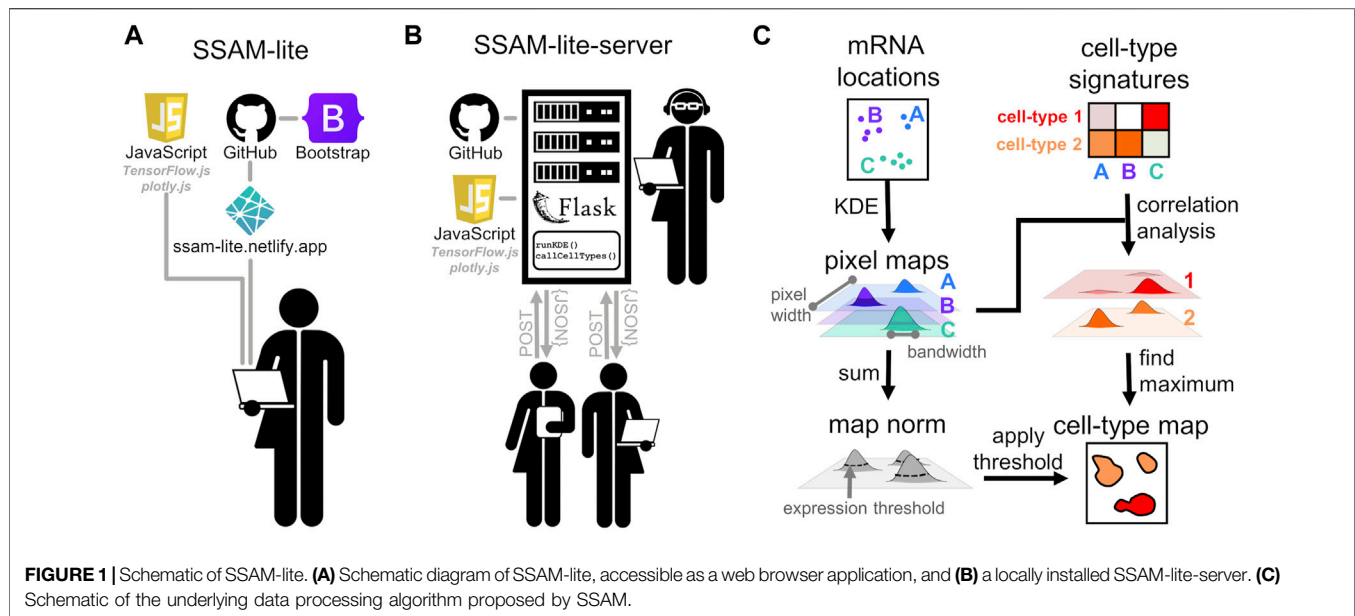 A
SSAM-lite
JS
B
JavaScript
GitHub
Bootstrap
TensorFlow.js
plotly.js
ssam-lite.netlify.app
B
SSAM-lite-server
GitHub
JS
JavaScript
TensorFlow.js
plotly.js
Flask
runKDE()
callCellTypes()
POST
{JSON}
POST
{JSON}
C
mRNA
locations
B
A
C
cell-type
signatures
cell-type 1
cell-type 2
A B C
KDE
correlation
analysis
pixel maps
pixel
width
A
B
C
bandwidth
1
2
sum
find
maximum
map norm
apply
threshold
cell-type map
expression threshold
FIGURE 1 | Schematic of SSAM-lite. (A) Schematic diagram of SSAM-lite, accessible as a web browser application, and (B) a locally installed SSAM-lite-server. (C)
Schematic of the underlying data processing algorithm proposed by SSAM.